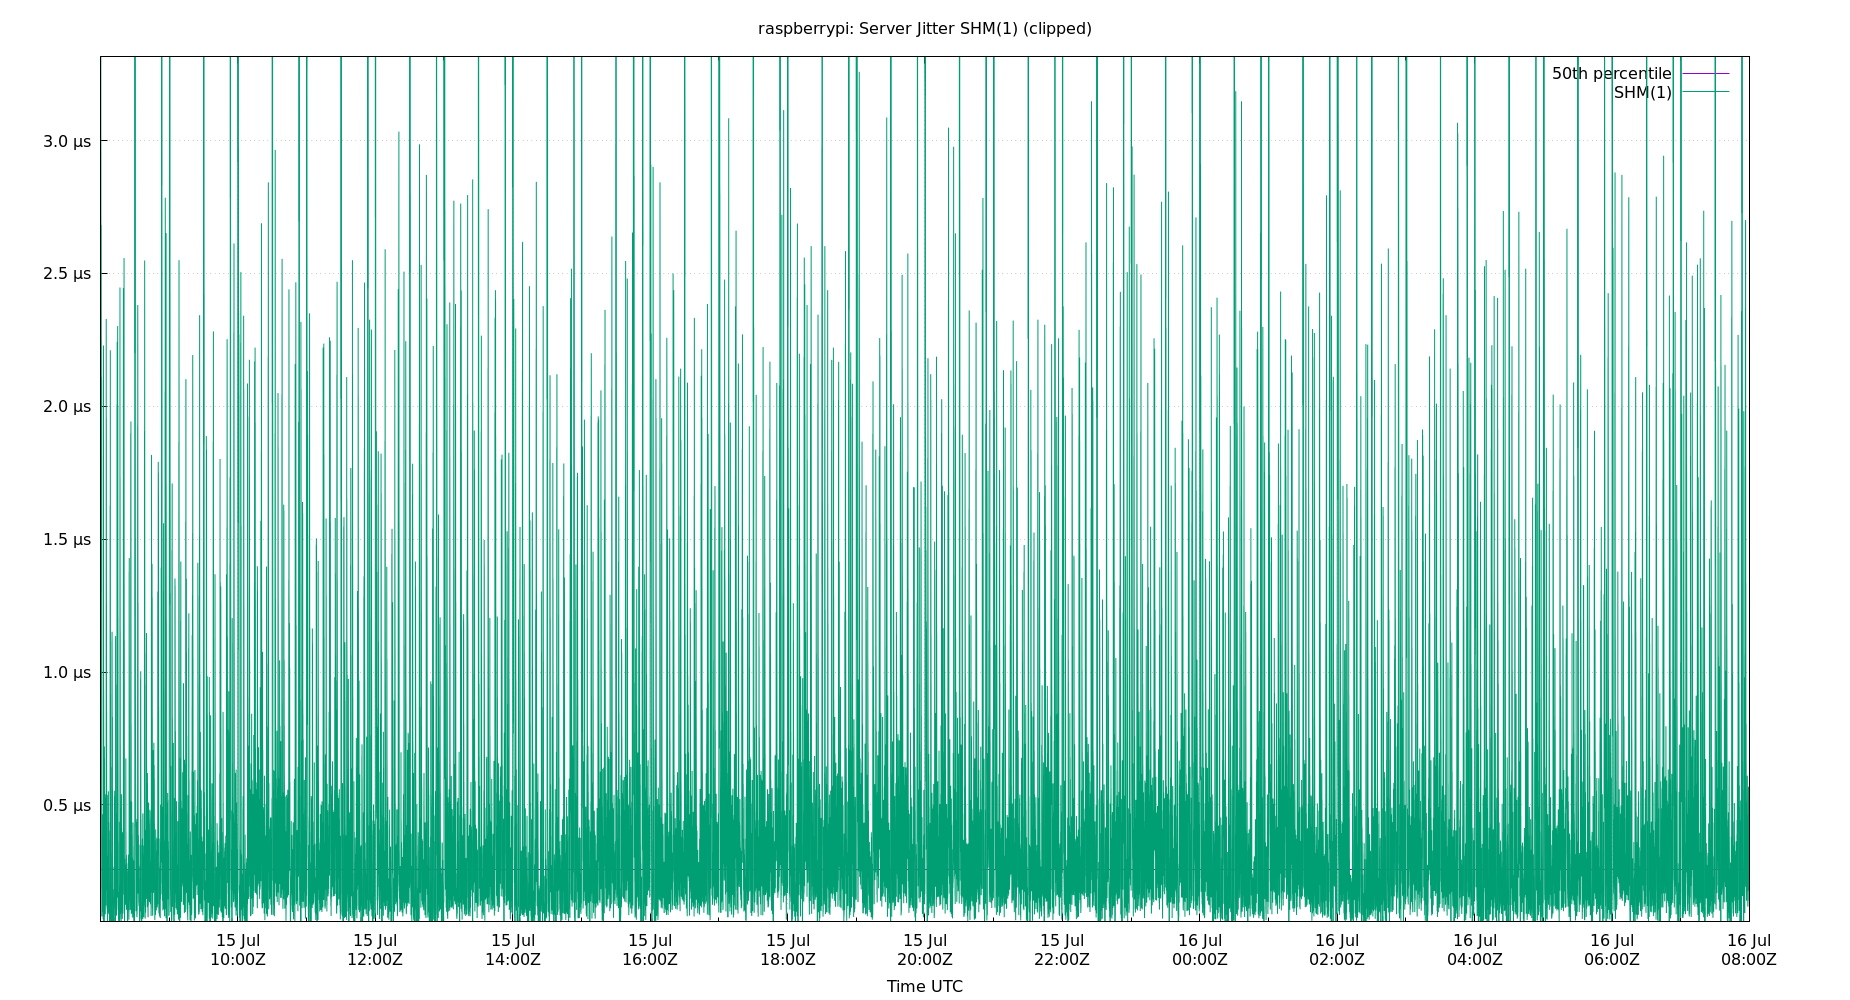 raspberrypi: Server Jitter SHM(1) (clipped)
50th percentile
SHM(1)
3.0 µs
2.5 µs
2.0 µs
1.5 µs
1.0 µs
0.5 µs
15 Jul 15 Jul 15 Jul 15 Jul 15 Jul 15 Jul 15 Jul 16 Jul 16 Jul 16 Jul 16 Jul 16 Jul
10:00Z 12:00Z 14:00Z 16:00Z 18:00Z 20:00Z 22:00Z 00:00Z 02:00Z 04:00Z 06:00Z 08:00Z
Time UTC